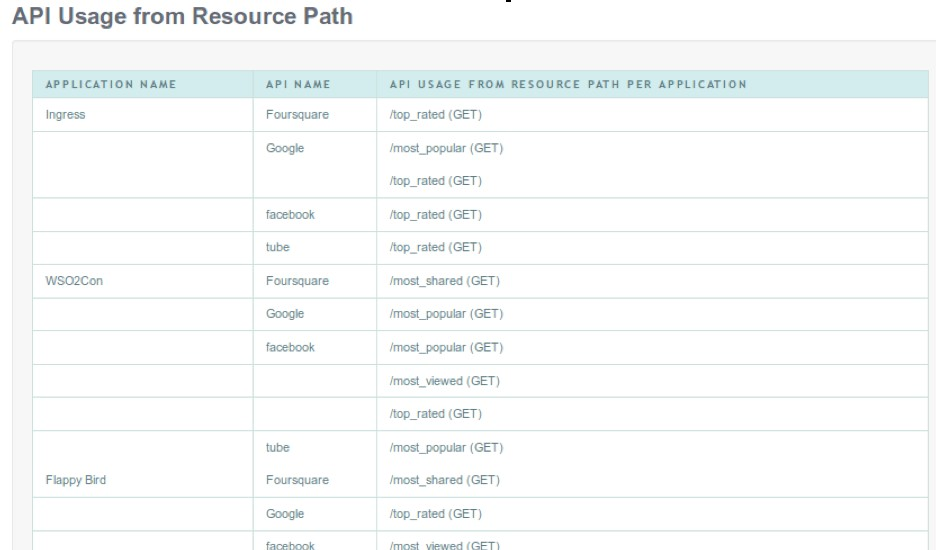 API Usage from Resource Path
APPLICATION NAME API NAME API USAGE FROM RESOURCE PATH PER APPLICATION
Ingress Foursquare /top_rated (GET)
Google /most_popular (GET)
/top_rated (GET)
facebook /top_rated (GET)
tube /top_rated (GET)
WSO2Con Foursquare /most_shared (GET)
Google /most_popular (GET)
facebook /most_popular (GET)
/most_viewed (GET)
/top_rated (GET)
tube /most_popular (GET)
Flappy Bird Foursquare /most_shared (GET)
Google /top_rated (GET)
facebook /most_viewed (GET)